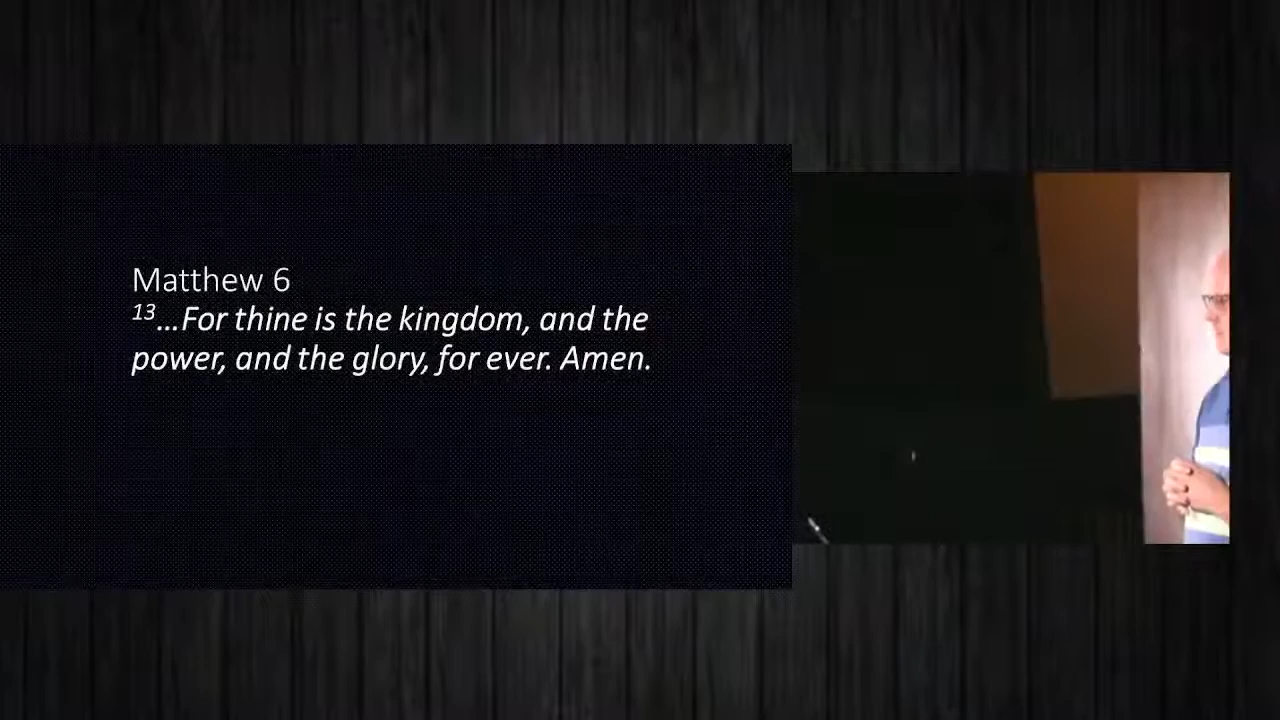 Matthew 6
13...For thine is the kingdom, and the
power, and the glory, for ever. Amen.